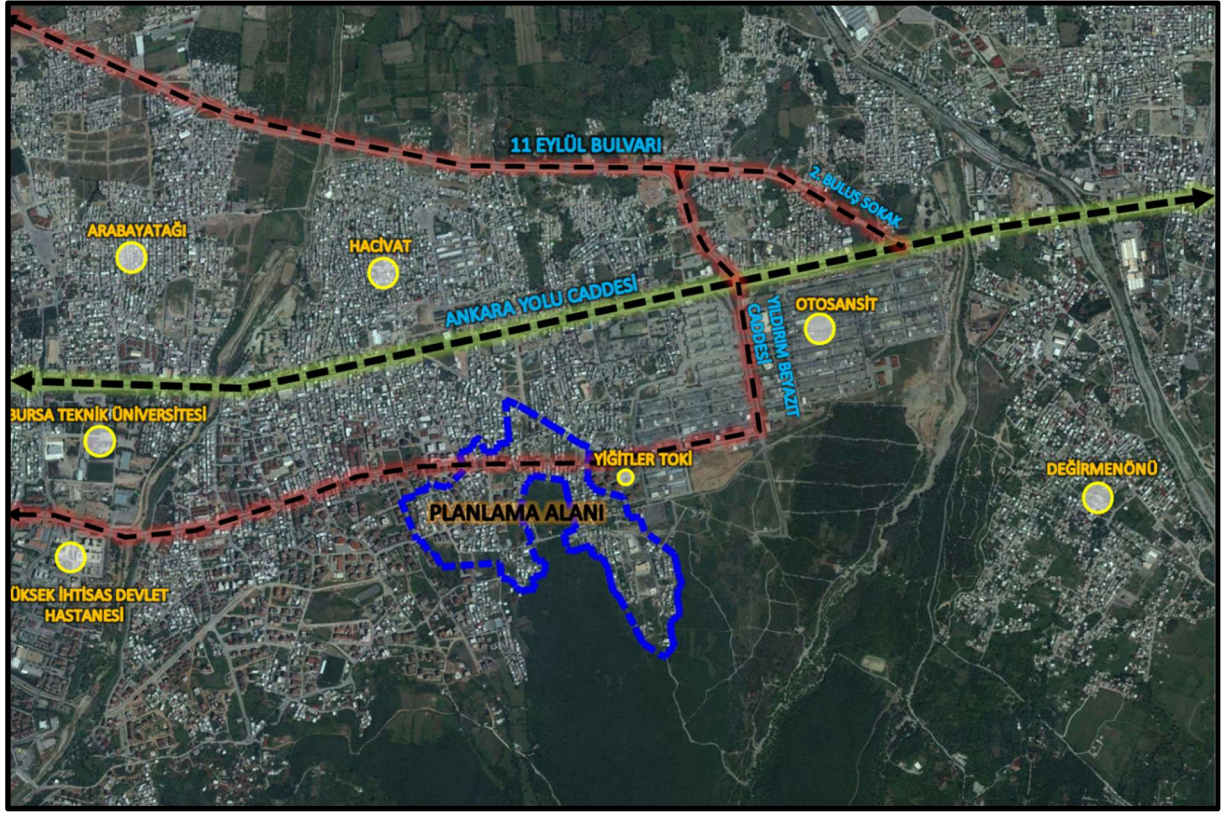 11 EYLÜL BULVARI
2. BULUŞ SOKAK
ARABAYATAĞI
HACİVAT
ANKARA YOLU CADDESİ
YILDIRIM BEYAZIT
CADDESİ
OTOSANSİT
BURSA TEKNİK ÜNİVERSİTESİ
YİĞİTLER TOKİ
DEĞİRMENÖNÜ
PLANLAMA ALANI
ÜKSEK İHTİSAS DEVLET
HASTANESİ